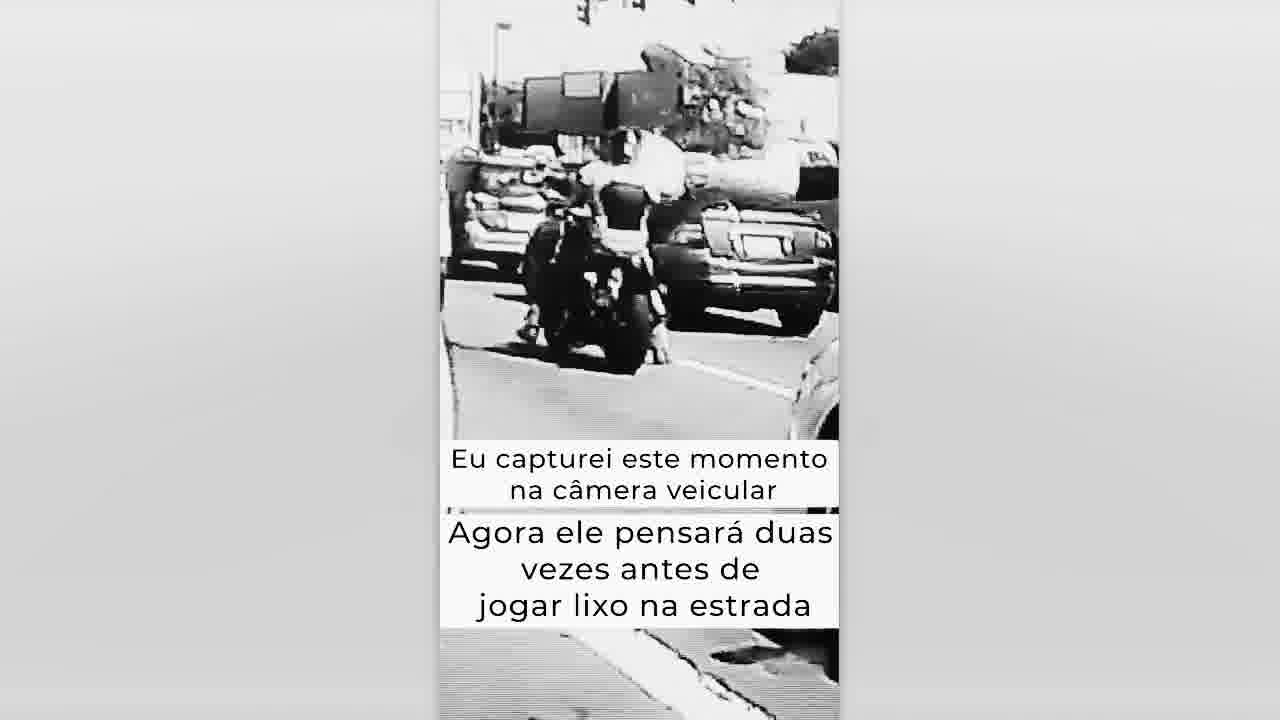 Eu capturei este momento
na câmera veicular
Agora ele pensará duas
vezes antes de
jogar lixo na estrada